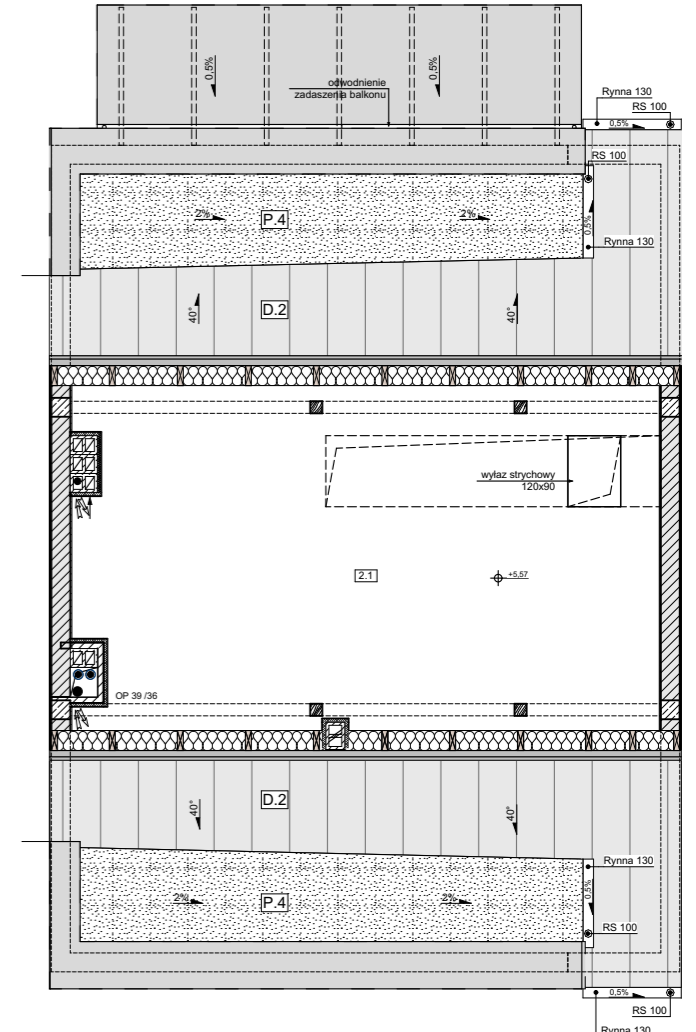 0,5%
0,5%
odwodnienie
zadaszenia balkonu
Rynna 130
RS 100
0,5%
RS 100
2%
P.4
2%
0,5%
Rynna 130
40°
D.2
40°
wyłaz strychowy
120x90
2.1
+5,57
OP 39 /36
40°
D.2
40°
Rynna 130
2%
P.4
2%
0,5%
RS 100
0,5%
RS 100
Rynna 130